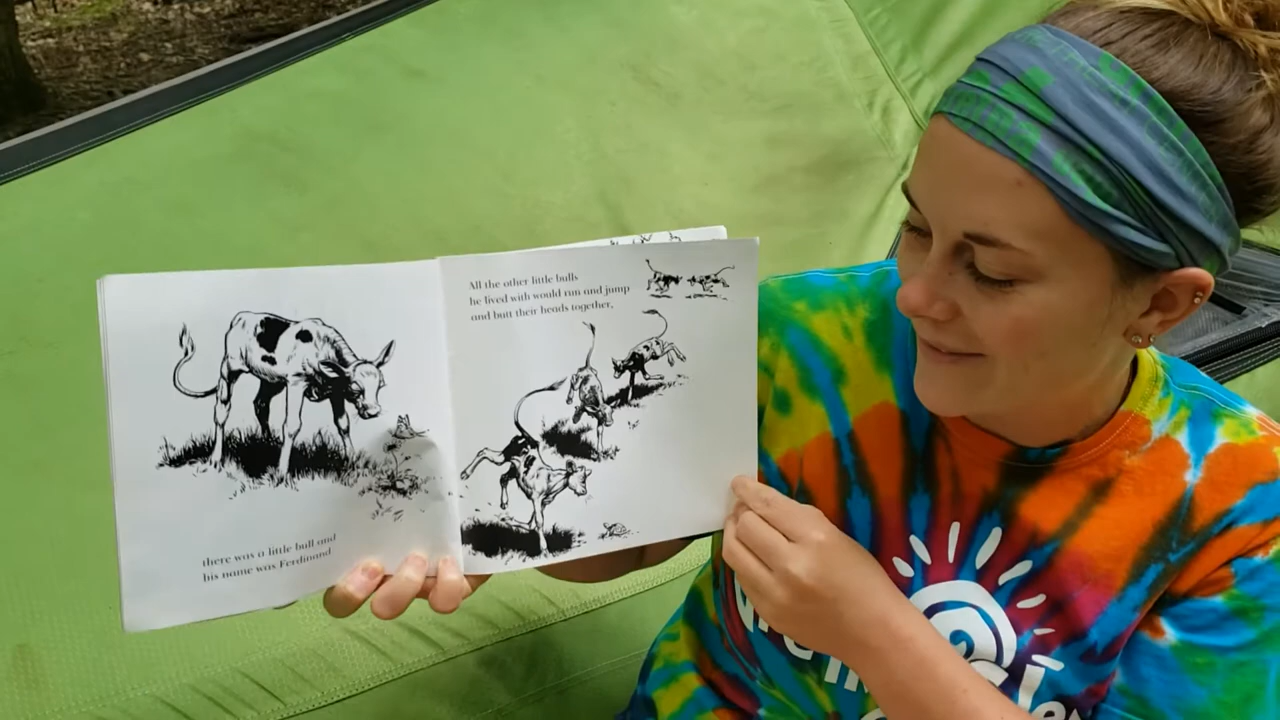 there was a little bull and
his name was Ferdinand
All the other little bulls
he lived with would run and jump
and butt their heads together,